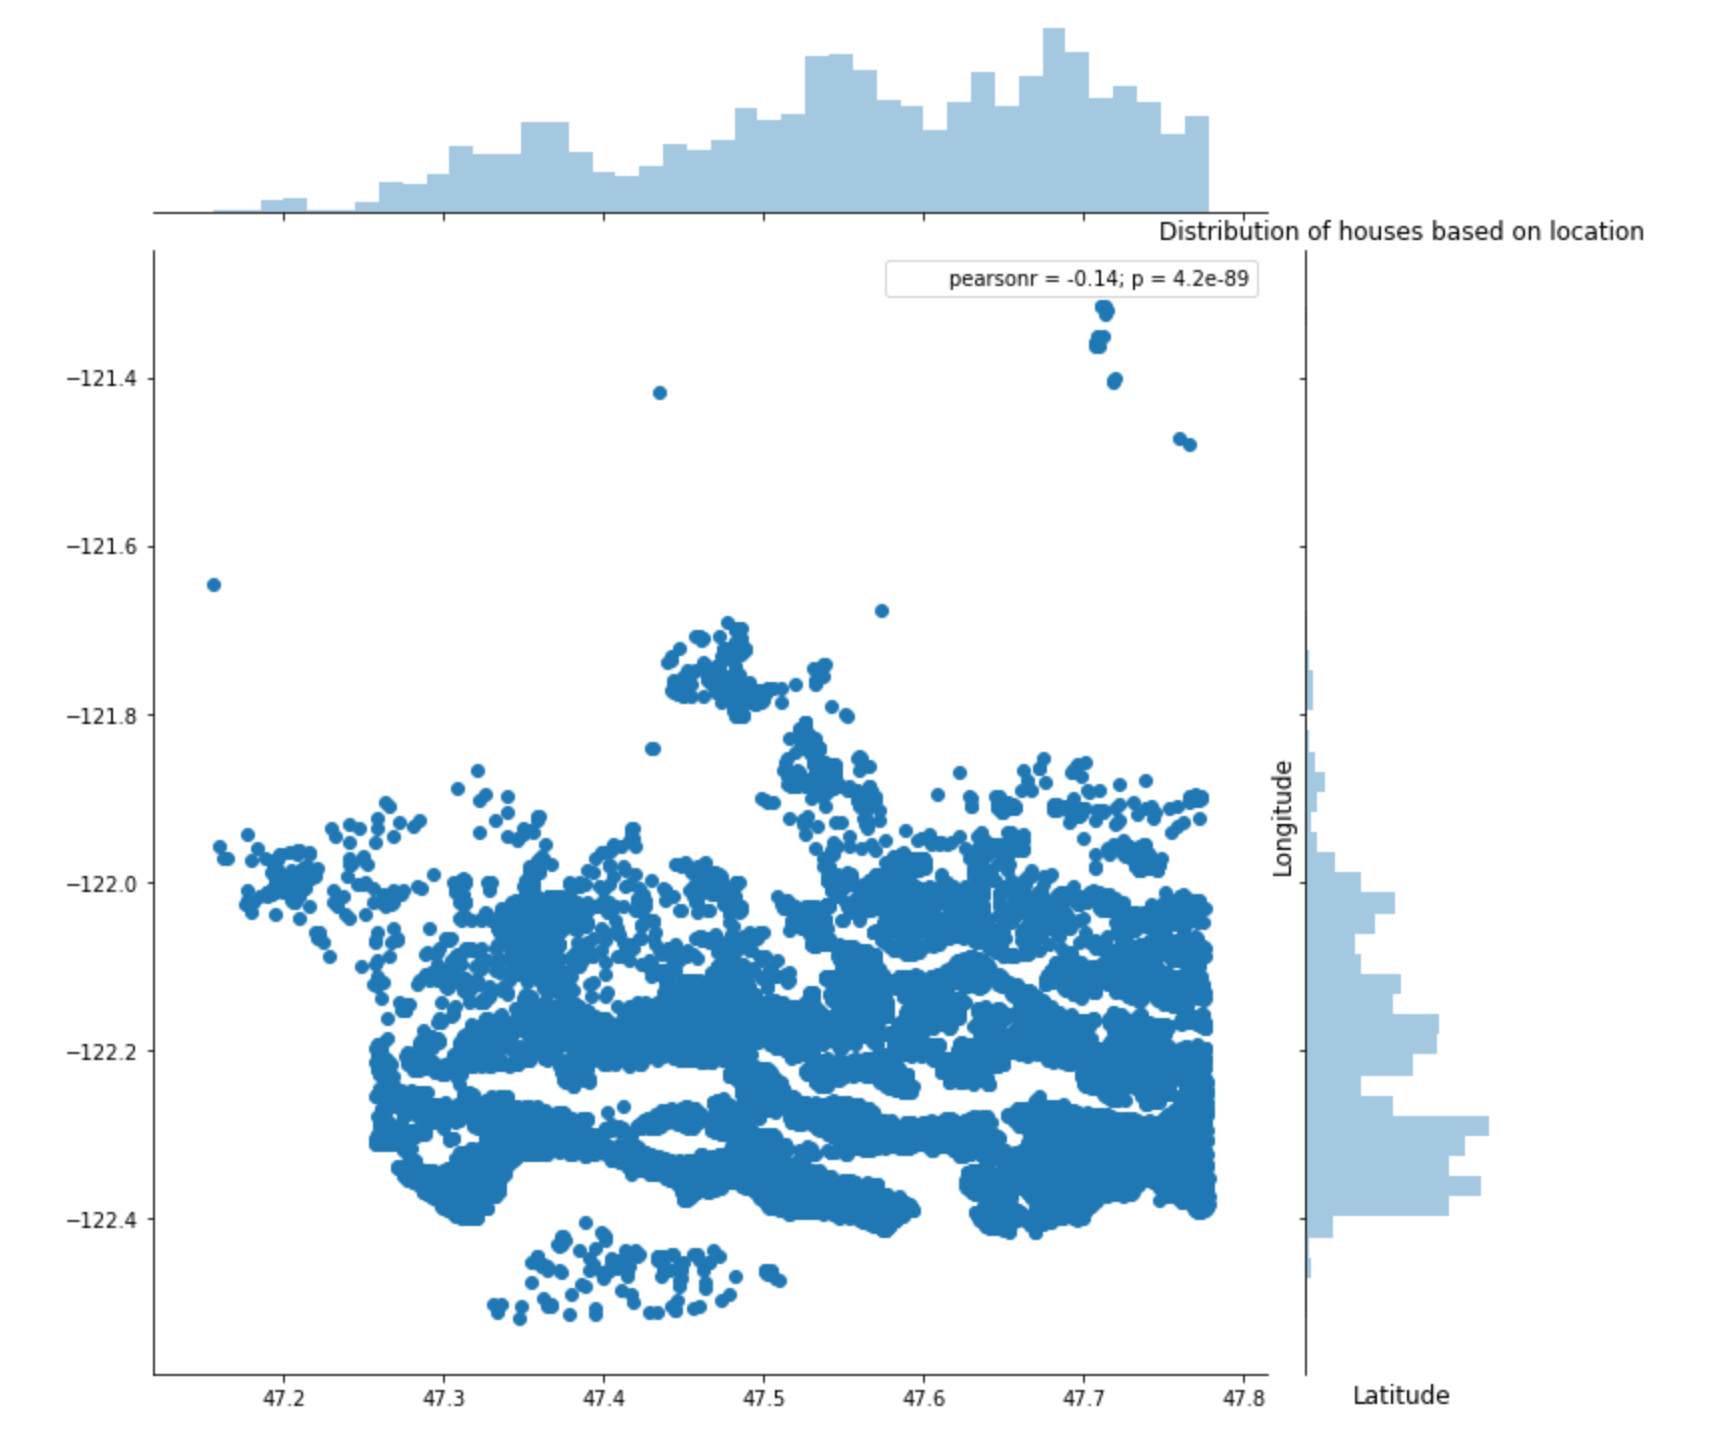 Distribution of houses based on location
pearsonr = -0.14; p = 4.2e-89
−121.4
−121.6
−121.8
−122.0
−122.2
−122.4
Longitude
47.2 47.3 47.4 47.5 47.6 47.7 47.8
Latitude